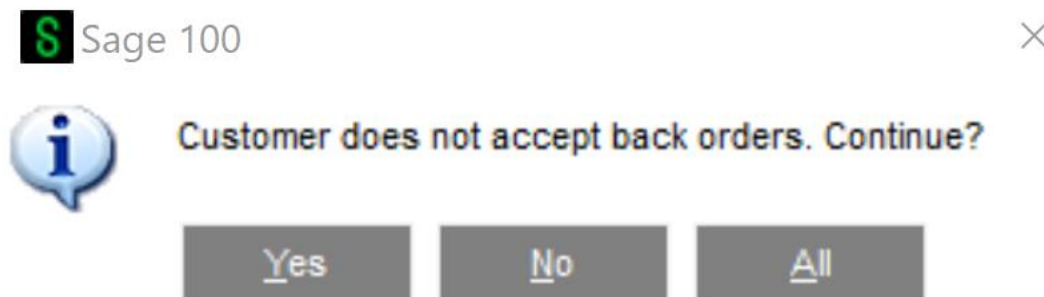 Sage 100
Customer does not accept back orders. Continue?
Yes No All